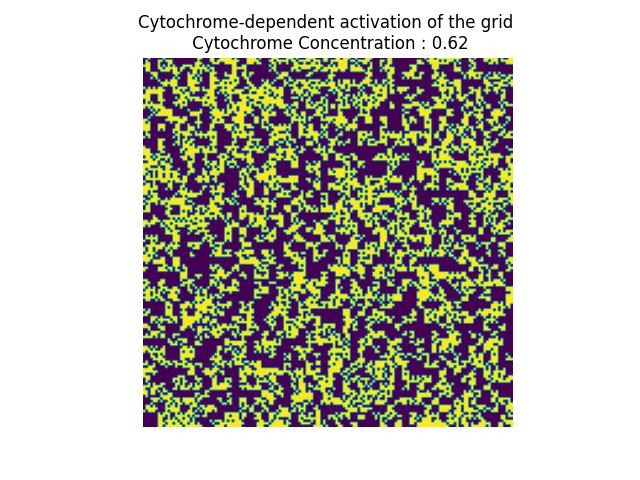 Cytochrome-dependent activation of the grid
Cytochrome Concentration : 0.62